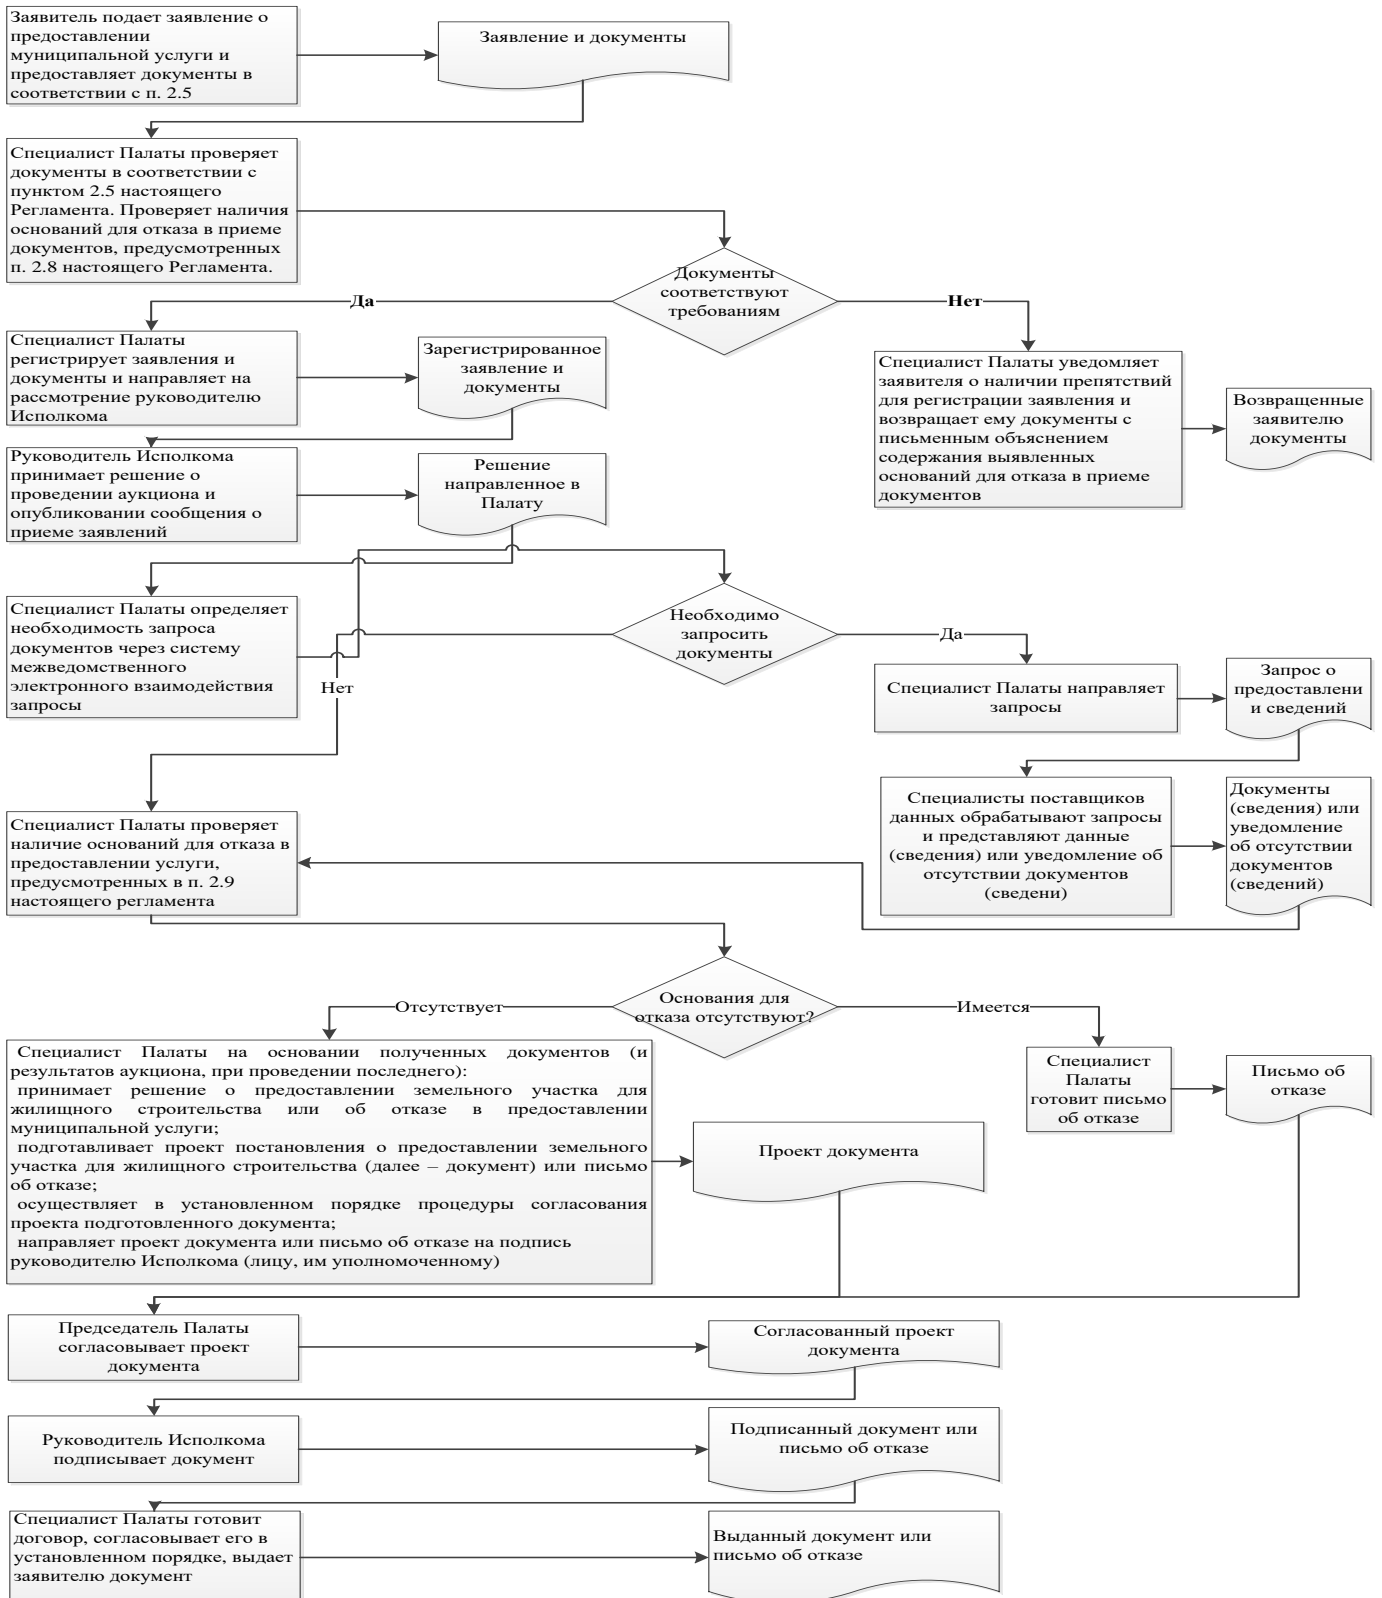 Заявитель подает заявление о
предоставлении
муниципальной услуги и
предоставляет документы в
соответствии с п. 2.5
Заявление и документы
Специалист Палаты проверяет
документы в соответствии с
пунктом 2.5 настоящего
Регламента. Проверяет наличия
оснований для отказа в приеме
документов, предусмотренных
п. 2.8 настоящего Регламента.
Документы
соответствуют
требованиям
Да
Нет
Специалист Палаты
регистрирует заявления и
документы и направляет на
рассмотрение руководителю
Исполкома
Зарегистрированное
заявление и
документы
Специалист Палаты уведомляет
заявителя о наличии препятствий
для регистрации заявления и
возвращает ему документы с
письменным объяснением
содержания выявленных
оснований для отказа в приеме
документов
Возвращенные
заявителю
документы
Руководитель Исполкома
принимает решение о
проведении аукциона и
опубликовании сообщения о
приеме заявлений
Решение
направленное в
Палату
Специалист Палаты определяет
необходимость запроса
документов через систему
межведомственного
электронного взаимодействия
запросы
Необходимо
запросить
документы
Да
Нет
Специалист Палаты направляет
запросы
Запрос о
предоставлени
и сведений
Специалисты поставщиков
данных обрабатывают запросы
и представляют данные
(сведения) или уведомление об
отсутствии документов
(сведени)
Документы
(сведения) или
уведомление
об отсутствии
документов
(сведений)
Специалист Палаты проверяет
наличие оснований для отказа в
предоставлении услуги,
предусмотренных в п. 2.9
настоящего регламента
Основания для
отказа отсутствуют?
Отсутствует
Имеется
Специалист Палаты на основании полученных документов (и
результатов аукциона, при проведении последнего):
принимает решение о предоставлении земельного участка для
жилищного строительства или об отказе в предоставлении
муниципальной услуги;
подготавливает проект постановления о предоставлении земельного
участка для жилищного строительства (далее – документ) или письмо
об отказе;
осуществляет в установленном порядке процедуры согласования
проекта подготовленного документа;
направляет проект документа или письмо об отказе на подпись
руководителю Исполкома (лицу, им уполномоченному)
Проект документа
Специалист
Палаты
готовит письмо
об отказе
Письмо об
отказе
Председатель Палаты
согласовывает проект
документа
Согласованный проект
документа
Руководитель Исполкома
подписывает документ
Подписанный документ или
письмо об отказе
Специалист Палаты готовит
договор, согласовывает его в
установленном порядке, выдает
заявителю документ
Выданный документ или
письмо об отказе